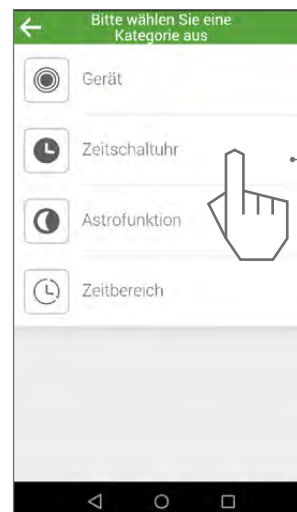 Bitte wählen Sie eine
Kategorie aus
Gerät
Zeitschaltuhr
Astrofunktion
Zeitbereich